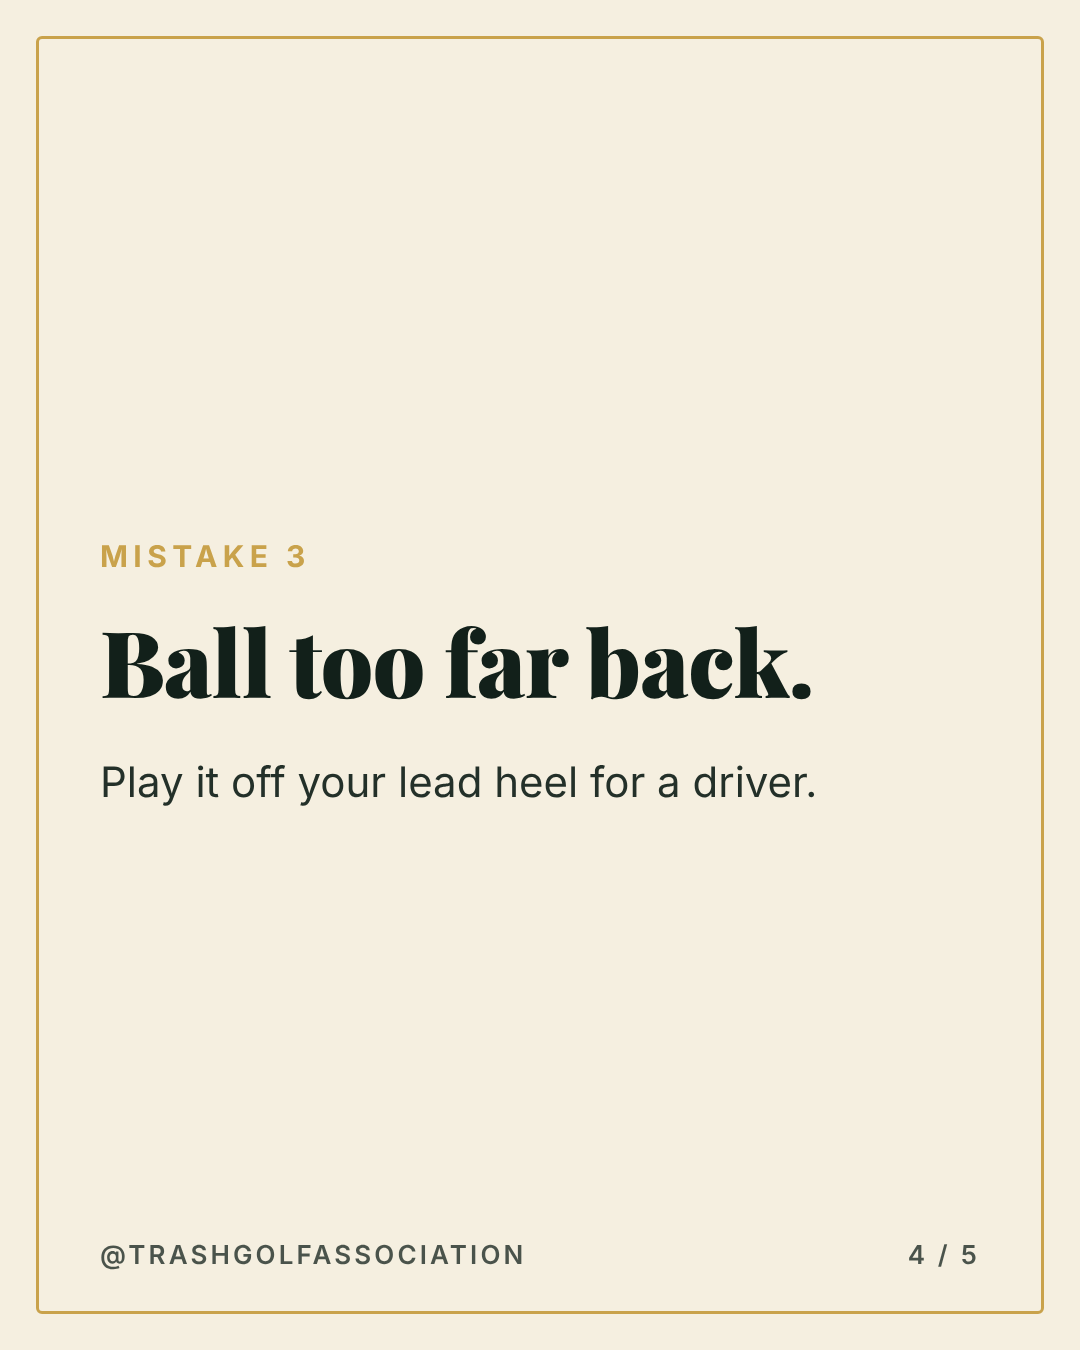 MISTAKE 3
Ball too far back.
Play it off your lead heel for a driver.
@TRASHGOLFASSOCIATION
4 / 5